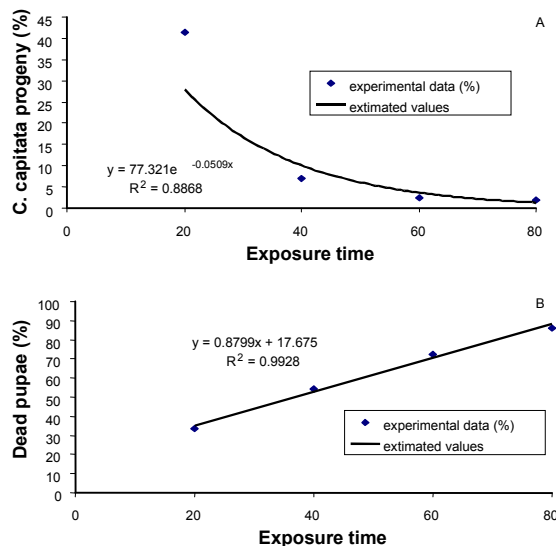 A
C. capitata progeny (%)
45
40
35
30
25
20
15
10
5
0
experimental data (%)
extimated values
y = 77.321e^-0.0509x
R² = 0.8868
0 20 40 60 80
Exposure time
B
Dead pupae (%)
100
90
80
70
60
50
40
30
20
10
0
y = 0.8799x + 17.675
R² = 0.9928
experimental data (%)
extimated values
0 20 40 60 80
Exposure time